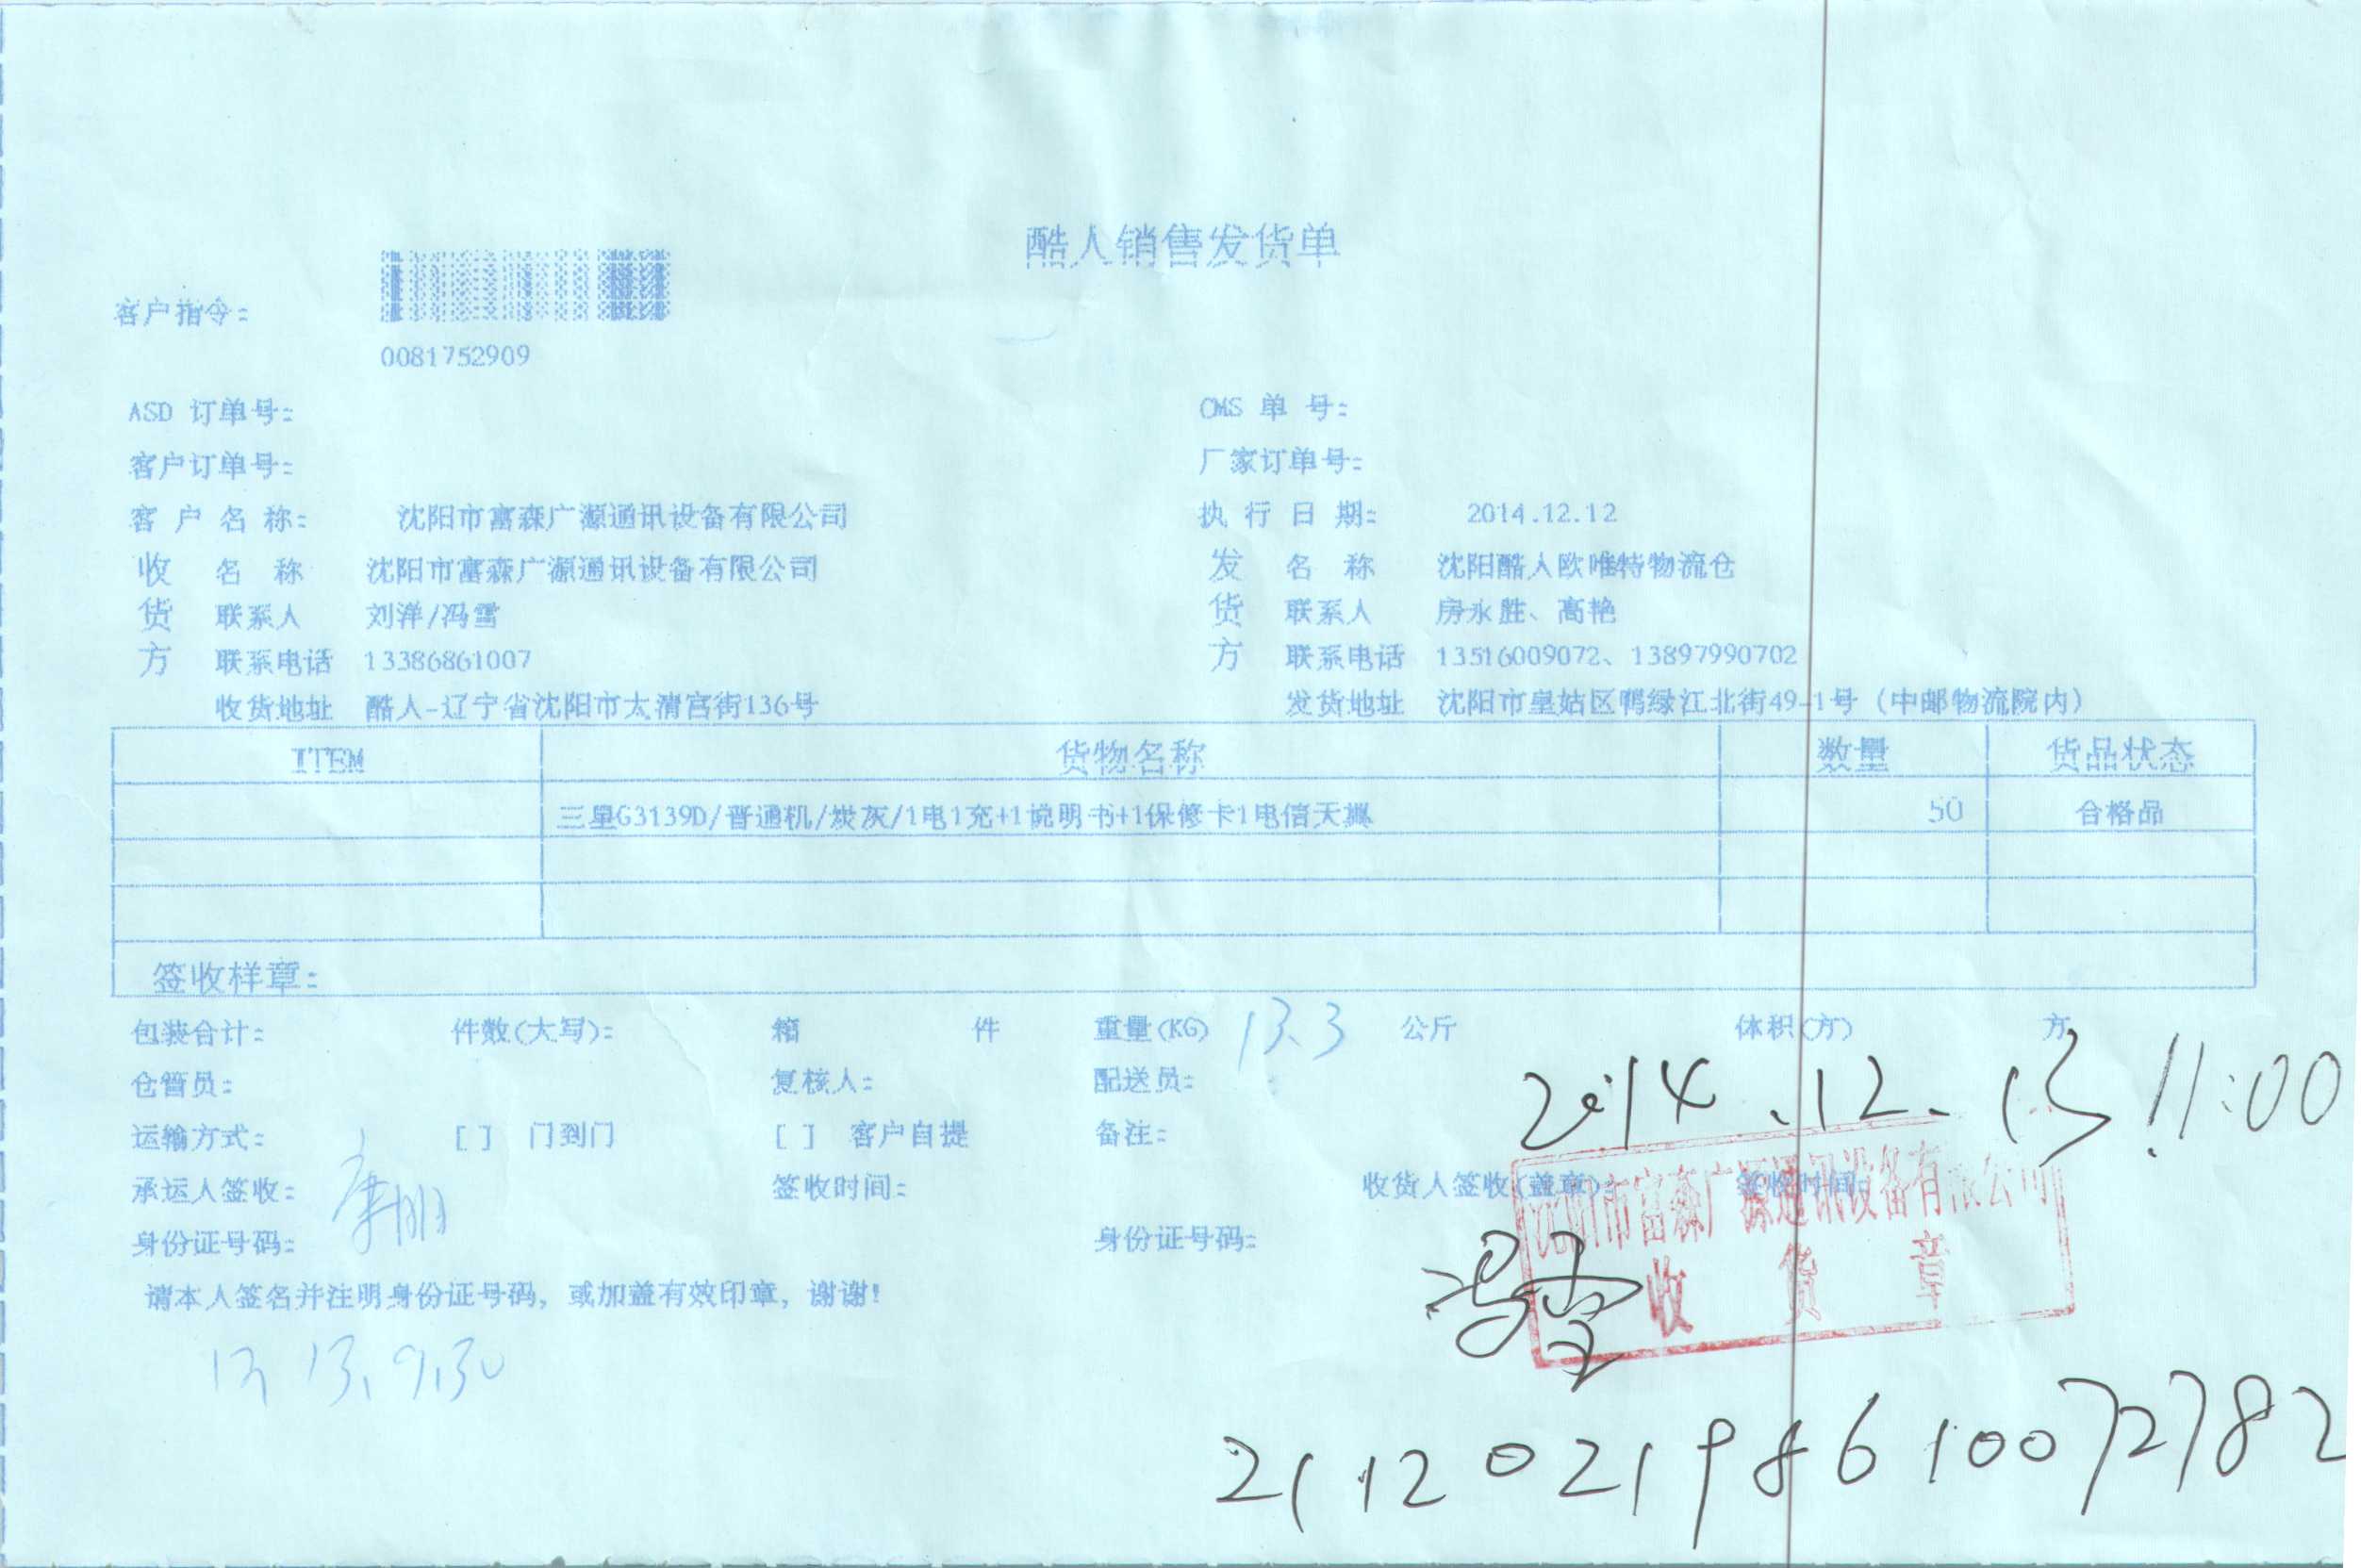 酷人销售发货单
客户指令:
0081752909
ASD 订单号: CMS 单 号:
客户订单号: 厂家订单号:
客 户 名 称: 沈阳市富森广源通讯设备有限公司 执 行 日 期: 2014.12.12
收 名 称 沈阳市富森广源通讯设备有限公司 发 名 称 沈阳酷人欧唯特物流仓
货 联系人 刘洋/冯雪 货 联系人 房永胜、高艳
方 联系电话 13386861007 方 联系电话 13516009072、13897990702
收货地址 酷人-辽宁省沈阳市太清宫街136号 发货地址 沈阳市皇姑区鸭绿江北街49-1号（中邮物流院内）
ITEM 货物名称 数量 货品状态
三星G3139D/普通机/炭灰/1电1充+1说明书+1保修卡1电信天翼 50 合格品
签收样章:
包装合计: 件数(大写): 箱 件 重量(KG) 13.3 公斤 体积(方) 方
仓管员: 复核人: 配送员: 2014.12.13 11:00
运输方式: [ ] 门到门 [ ] 客户自提 备注:
承运人签收: 签收时间: 收货人签收(盖章): 签收时间:
沈阳市富森广源通讯设备有限公司
收货章
身份证号码: 身份证号码: 冯雪
请本人签名并注明身份证号码, 或加盖有效印章, 谢谢!
12, 13, 9,30
211202198610072782